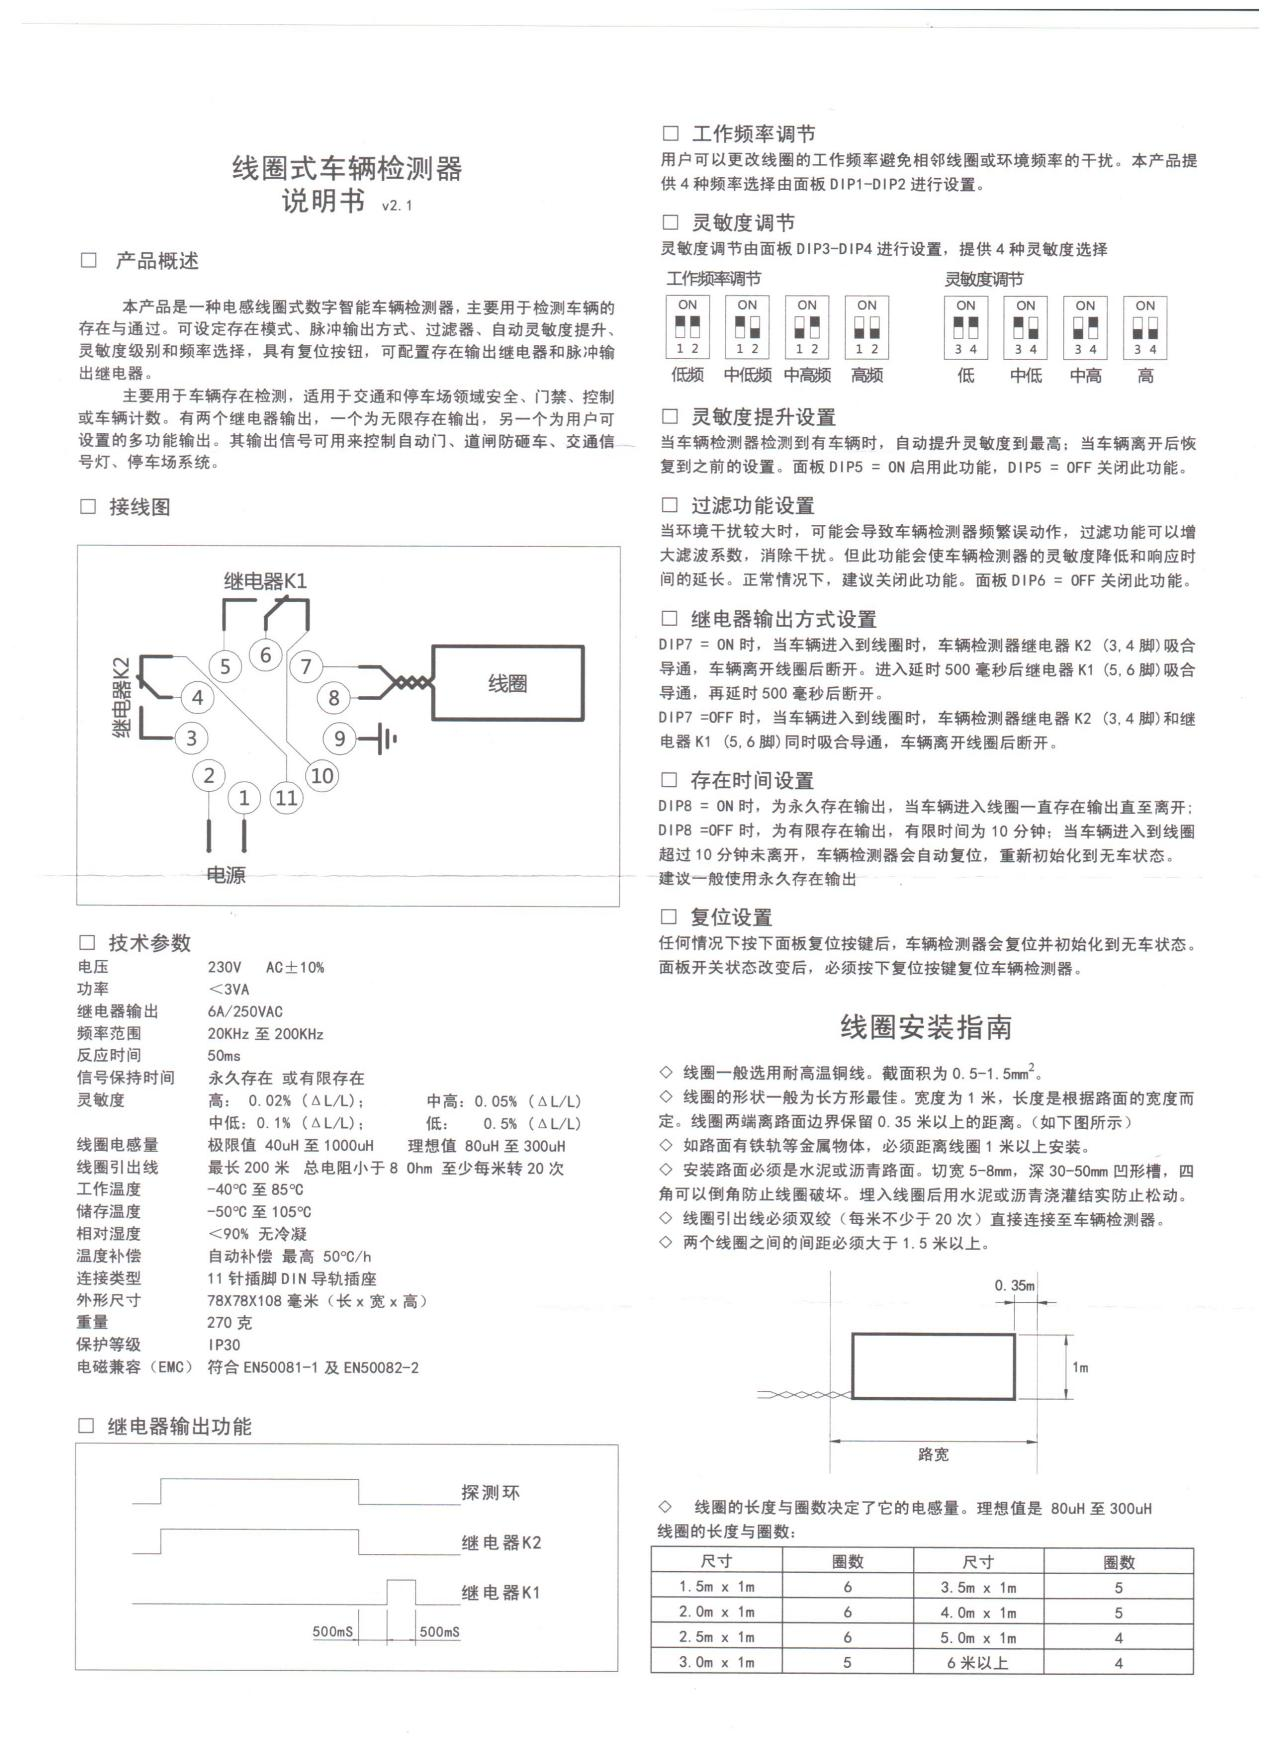 线圈式车辆检测器
说明书 v2.1
□ 产品概述
本产品是一种电感线圈式数字智能车辆检测器，主要用于检测车辆的
存在与通过。可设定存在模式、脉冲输出方式、过滤器、自动灵敏度提升、
灵敏度级别和频率选择，具有复位按钮，可配置存在输出继电器和脉冲输
出继电器。
主要用于车辆存在检测，适用于交通和停车场领域安全、门禁、控制
或车辆计数。有两个继电器输出，一个为无限存在输出，另一个为用户可
设置的多功能输出。其输出信号可用来控制自动门、道闸防砸车、交通信
号灯、停车场系统。
□ 接线图
继电器K1
继电器K2
5
6
7
4
8
线圈
3
9
2
10
1
11
电源
□ 技术参数
电压 230V AC±10%
功率 <3VA
继电器输出 6A/250VAC
频率范围 20KHz 至 200KHz
反应时间 50ms
信号保持时间 永久存在 或有限存在
灵敏度 高： 0.02%（ΔL/L）； 中高：0.05%（ΔL/L）
中低：0.1%（ΔL/L）； 低： 0.5%（ΔL/L）
线圈电感量 极限值 40uH 至 1000uH 理想值 80uH 至 300uH
线圈引出线 最长 200 米 总电阻小于 8 Ohm 至少每米转 20 次
工作温度 -40℃ 至 85℃
储存温度 -50℃ 至 105℃
相对湿度 <90% 无冷凝
温度补偿 自动补偿 最高 50℃/h
连接类型 11 针插脚 DIN 导轨插座
外形尺寸 78X78X108 毫米（长 x 宽 x 高）
重量 270 克
保护等级 IP30
电磁兼容（EMC） 符合 EN50081-1 及 EN50082-2
□ 继电器输出功能
探测环
继电器K2
继电器K1
500mS 500mS
□ 工作频率调节
用户可以更改线圈的工作频率避免相邻线圈或环境频率的干扰。本产品提
供 4 种频率选择由面板 DIP1-DIP2 进行设置。
□ 灵敏度调节
灵敏度调节由面板 DIP3-DIP4 进行设置，提供 4 种灵敏度选择
工作频率调节 灵敏度调节
ON ON ON ON ON ON ON ON
1 2 1 2 1 2 1 2 3 4 3 4 3 4 3 4
低频 中低频 中高频 高频 低 中低 中高 高
□ 灵敏度提升设置
当车辆检测器检测到有车辆时，自动提升灵敏度到最高；当车辆离开后恢
复到之前的设置。面板 DIP5 = ON 启用此功能，DIP5 = OFF 关闭此功能。
□ 过滤功能设置
当环境干扰较大时，可能会导致车辆检测器频繁误动作，过滤功能可以增
大滤波系数，消除干扰。但此功能会使车辆检测器的灵敏度降低和响应时
间的延长。正常情况下，建议关闭此功能。面板 DIP6 = OFF 关闭此功能。
□ 继电器输出方式设置
DIP7 = ON 时，当车辆进入到线圈时，车辆检测器继电器 K2（3,4 脚）吸合
导通，车辆离开线圈后断开。进入延时 500 毫秒后继电器 K1（5,6 脚）吸合
导通，再延时 500 毫秒后断开。
DIP7 =OFF 时，当车辆进入到线圈时，车辆检测器继电器 K2（3,4 脚）和继
电器 K1（5,6 脚）同时吸合导通，车辆离开线圈后断开。
□ 存在时间设置
DIP8 = ON 时，为永久存在输出，当车辆进入线圈一直存在输出直至离开；
DIP8 =OFF 时，为有限存在输出，有限时间为 10 分钟；当车辆进入到线圈
超过 10 分钟未离开，车辆检测器会自动复位，重新初始化到无车状态。
建议一般使用永久存在输出
□ 复位设置
任何情况下按下面板复位按键后，车辆检测器会复位并初始化到无车状态。
面板开关状态改变后，必须按下复位按键复位车辆检测器。
线圈安装指南
◇ 线圈一般选用耐高温铜线。截面积为 0.5-1.5mm²。
◇ 线圈的形状一般为长方形最佳。宽度为 1 米，长度是根据路面的宽度而
定。线圈两端离路面边界保留 0.35 米以上的距离。（如下图所示）
◇ 如路面有铁轨等金属物体，必须距离线圈 1 米以上安装。
◇ 安装路面必须是水泥或沥青路面。切宽 5-8mm，深 30-50mm 凹形槽，四
角可以倒角防止线圈破坏。埋入线圈后用水泥或沥青浇灌结实防止松动。
◇ 线圈引出线必须双绞（每米不少于 20 次）直接连接至车辆检测器。
◇ 两个线圈之间的间距必须大于 1.5 米以上。
0.35m
1m
路宽
◇ 线圈的长度与圈数决定了它的电感量。理想值是 80uH 至 300uH
线圈的长度与圈数：
尺寸 圈数 尺寸 圈数
1.5m x 1m 6 3.5m x 1m 5
2.0m x 1m 6 4.0m x 1m 5
2.5m x 1m 6 5.0m x 1m 4
3.0m x 1m 5 6 米以上 4